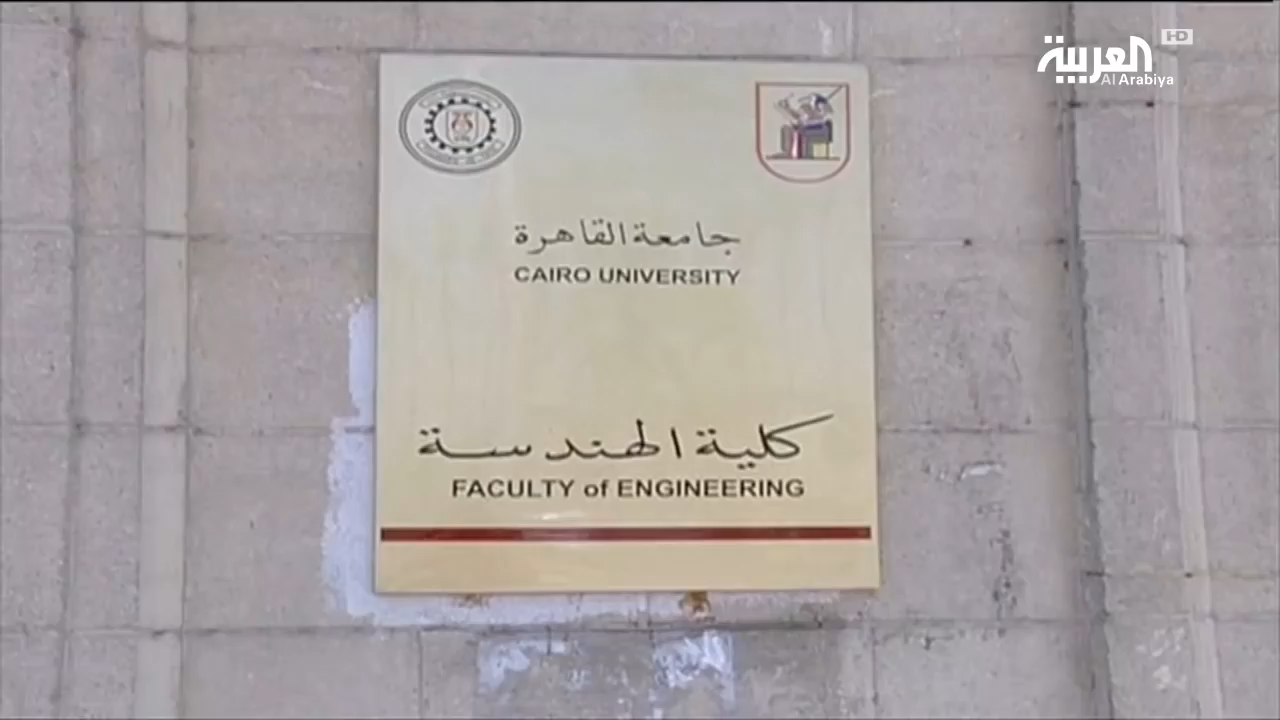 العربية
HD
Al Arabiya
جامعة القاهرة
CAIRO UNIVERSITY
كلية الهندسة
FACULTY of ENGINEERING